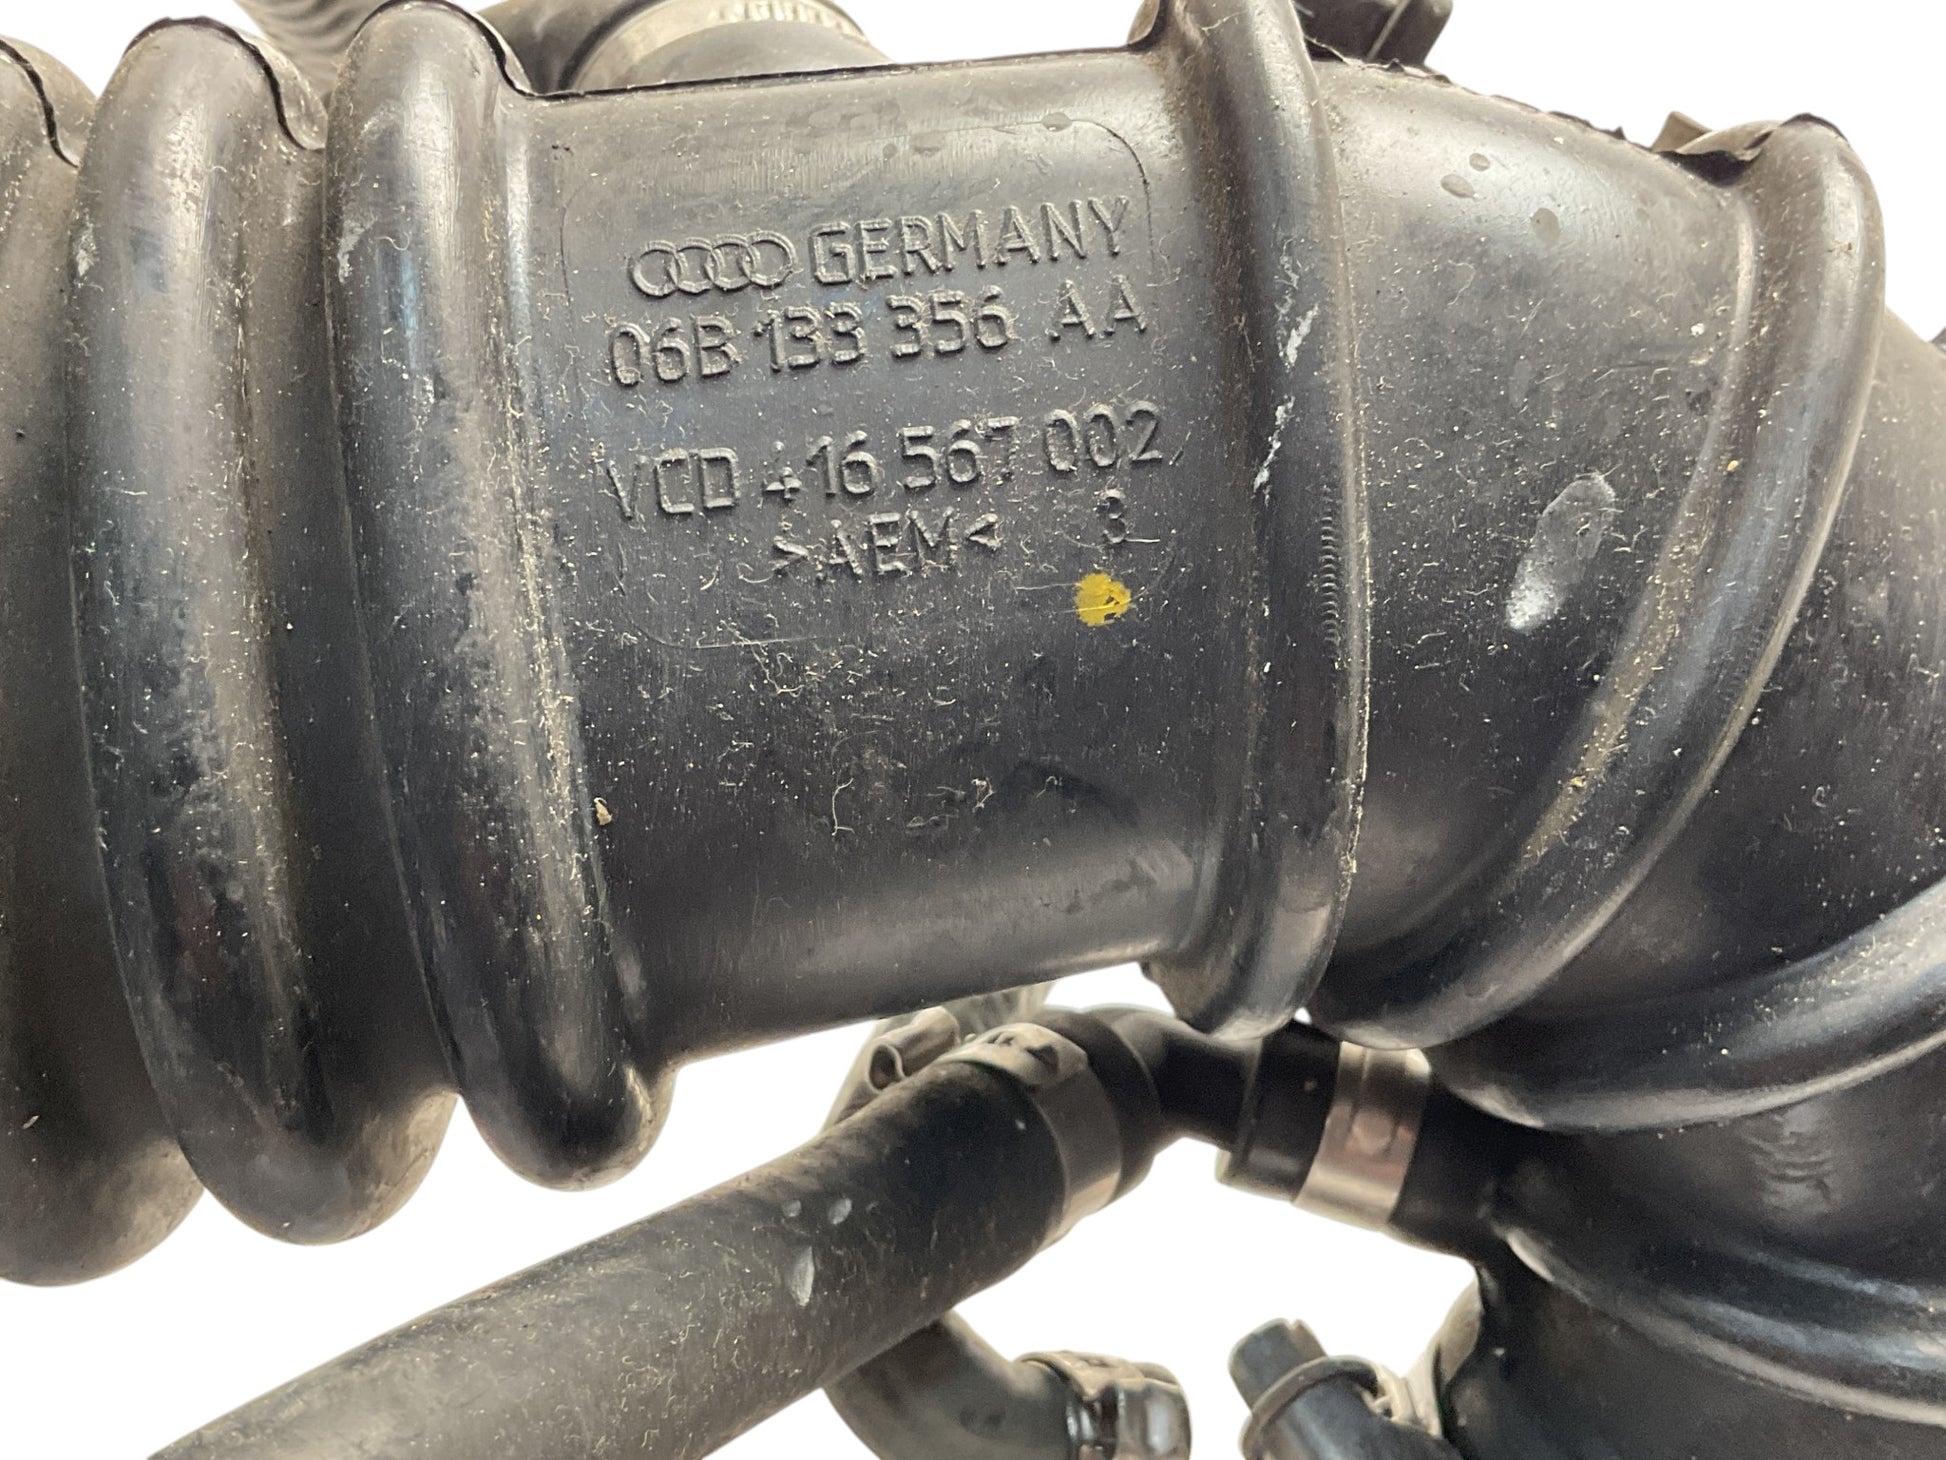 GERMANY
06B 133 356 AA
VCD 416 567 002
>AEM< 3